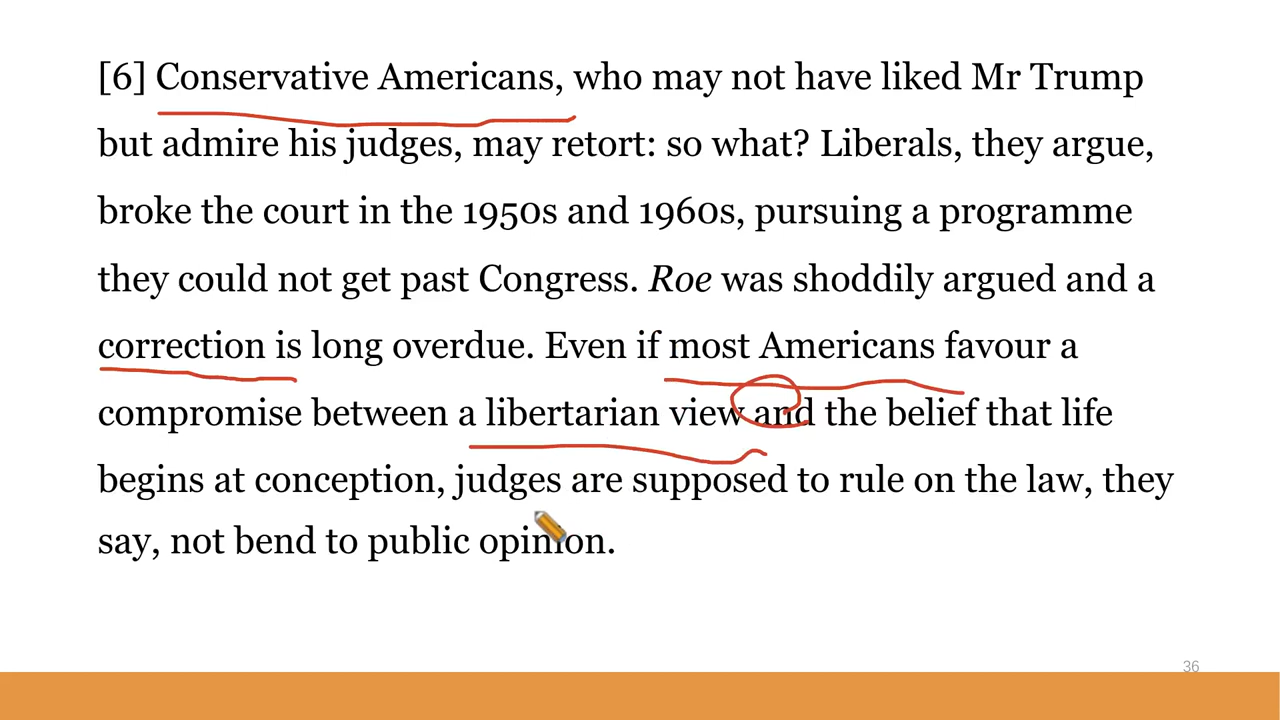 [6] Conservative Americans, who may not have liked Mr Trump
but admire his judges, may retort: so what? Liberals, they argue,
broke the court in the 1950s and 1960s, pursuing a programme
they could not get past Congress. Roe was shoddily argued and a
correction is long overdue. Even if most Americans favour a
compromise between a libertarian view and the belief that life
begins at conception, judges are supposed to rule on the law, they
say, not bend to public opinion.
36